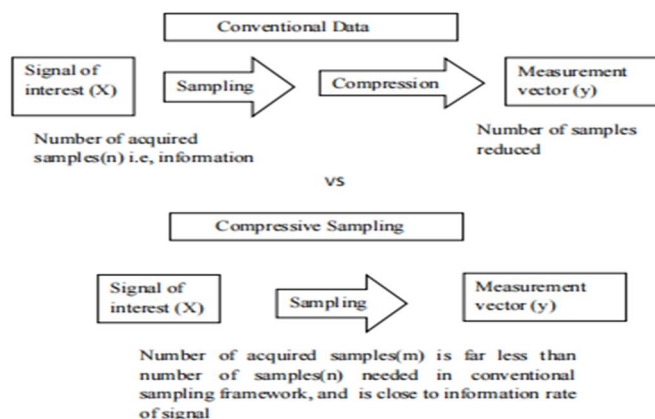 Conventional Data
Signal of
interest (X)
Sampling
Compression
Measurement
vector (y)
Number of acquired
samples(n) i.e, information
Number of samples
reduced
VS
Compressive Sampling
Signal of
interest (X)
Sampling
Measurement
vector (y)
Number of acquired samples(m) is far less than
number of samples(n) needed in conventional
sampling framework, and is close to information rate
of signal